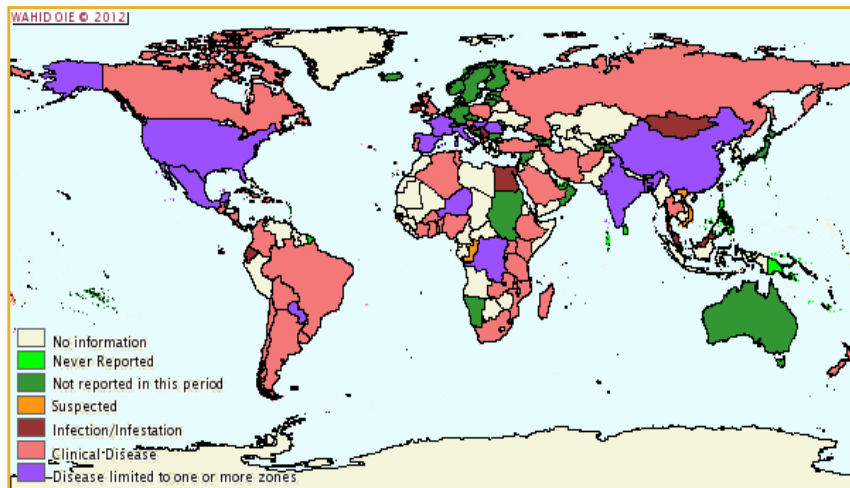 WAHID OIE © 2012
No information
Never Reported
Not reported in this period
Suspected
Infection/Infestation
Clinical Disease
Disease limited to one or more zones